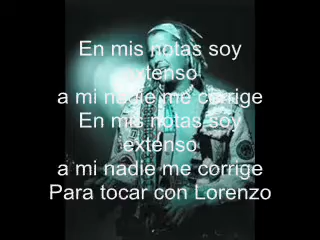 En mis notas soy
extenso
a mi nadie me corrige
En mis notas soy
extenso
a mi nadie me corrige
Para tocar con Lorenzo